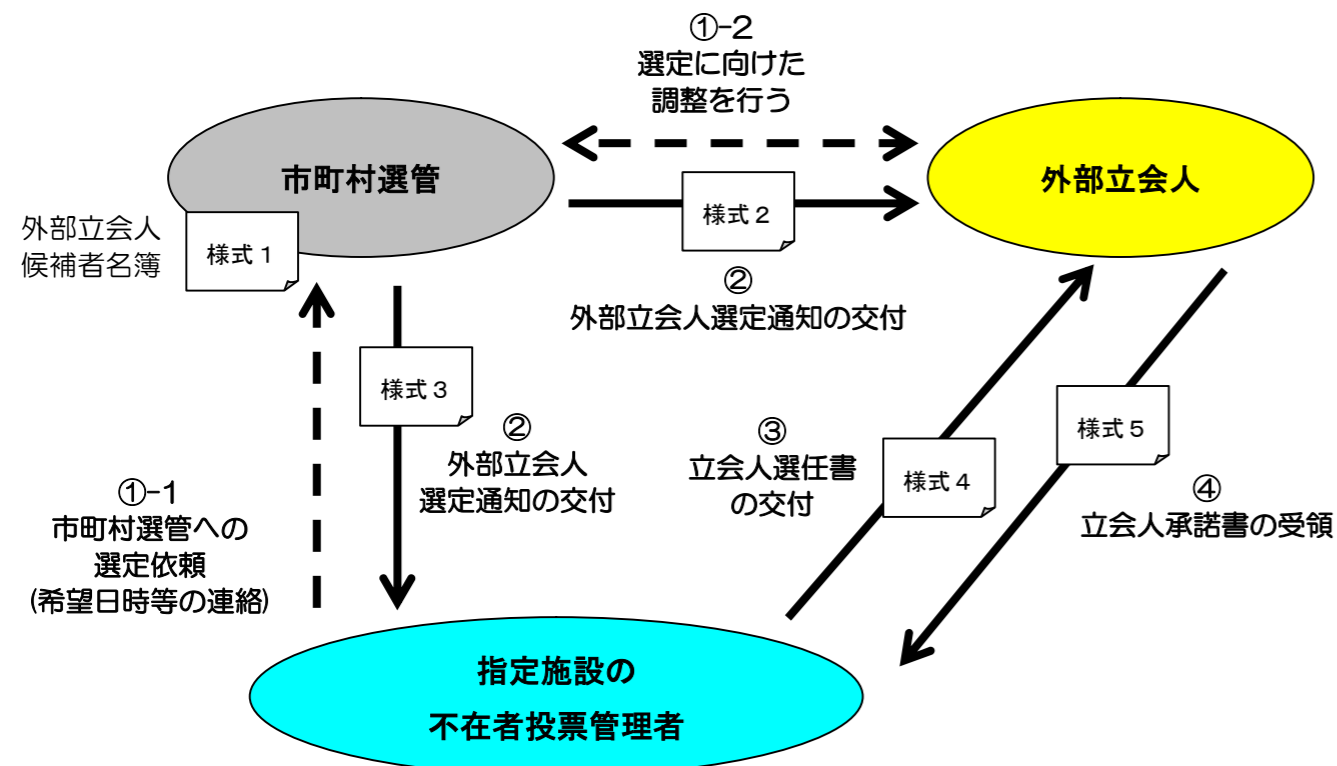 ①-2
選定に向けた
調整を行う
市町村選管
外部立会人
外部立会人
候補者名簿
様式1
様式2
②
外部立会人選定通知の交付
様式3
②
外部立会人
選定通知の交付
①-1
市町村選管への
選定依頼
(希望日時等の連絡)
③
立会人選任書
の交付
様式4
様式5
④
立会人承諾書の受領
指定施設の
不在者投票管理者